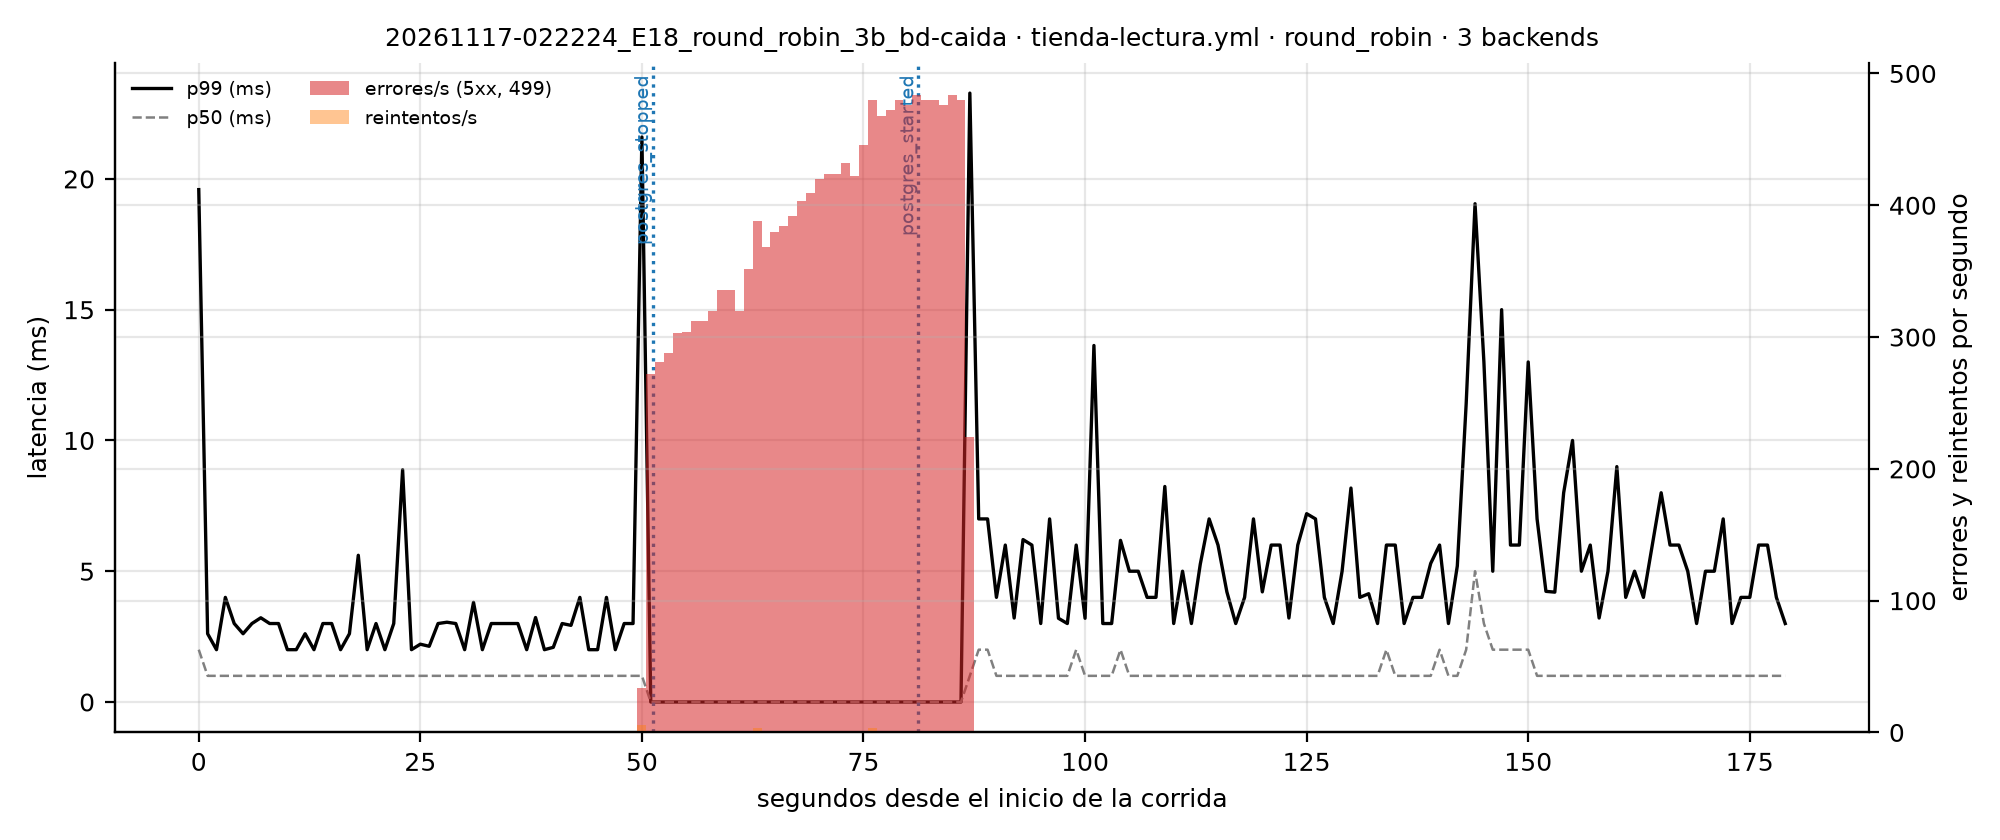 20261117-022224_E18_round_robin_3b_bd-caida · tienda-lectura.yml · round_robin · 3 backends
p99 (ms)
p50 (ms)
errores/s (5xx, 499)
reintentos/s
postgres_stopped
postgres_started
latencia (ms)
20
15
10
5
0
errores y reintentos por segundo
500
400
300
200
100
0
0
25
50
75
100
125
150
175
segundos desde el inicio de la corrida